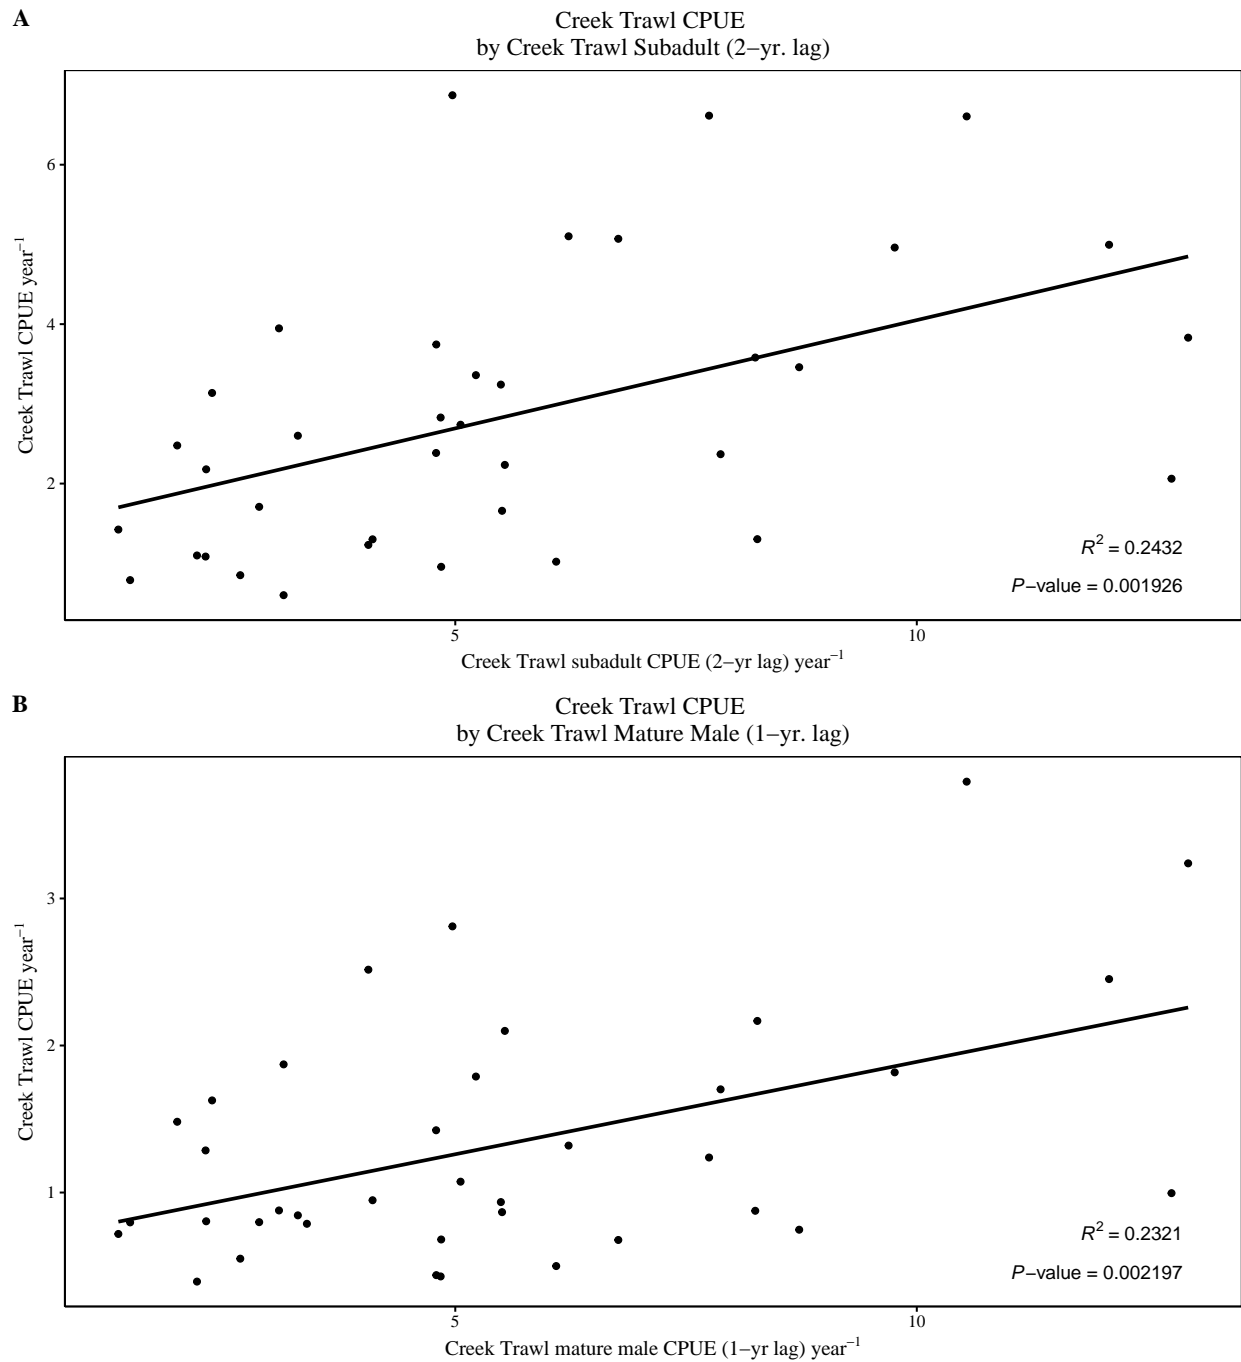 A
Creek Trawl CPUE
by Creek Trawl Subadult (2−yr. lag)
Creek Trawl CPUE year⁻¹
6
4
2
R² = 0.2432
P−value = 0.001926
5
10
Creek Trawl subadult CPUE (2−yr lag) year⁻¹
B
Creek Trawl CPUE
by Creek Trawl Mature Male (1−yr. lag)
Creek Trawl CPUE year⁻¹
3
2
1
R² = 0.2321
P−value = 0.002197
5
10
Creek Trawl mature male CPUE (1−yr lag) year⁻¹